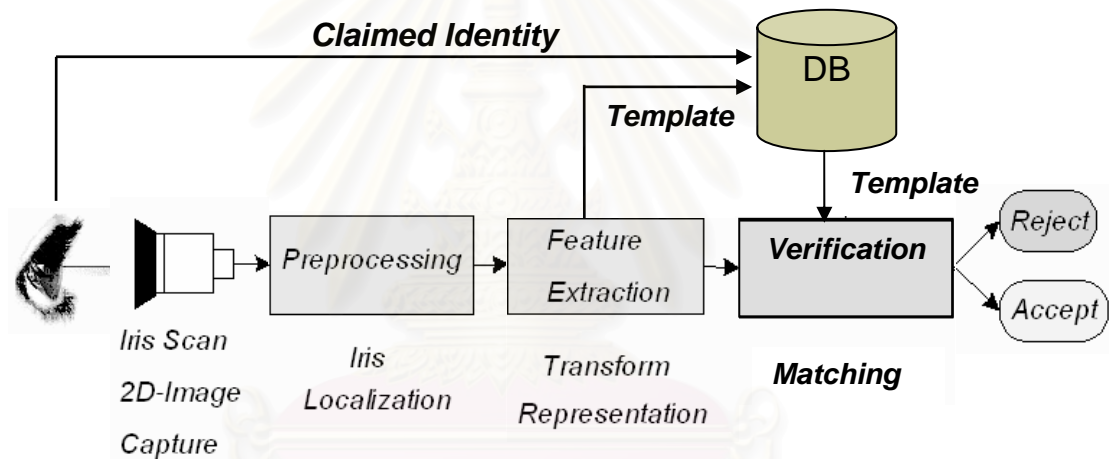 Claimed Identity
DB
Template
Template
Preprocessing
Feature
Extraction
Verification
Reject
Accept
Iris Scan
2D-Image
Capture
Iris
Localization
Transform
Representation
Matching